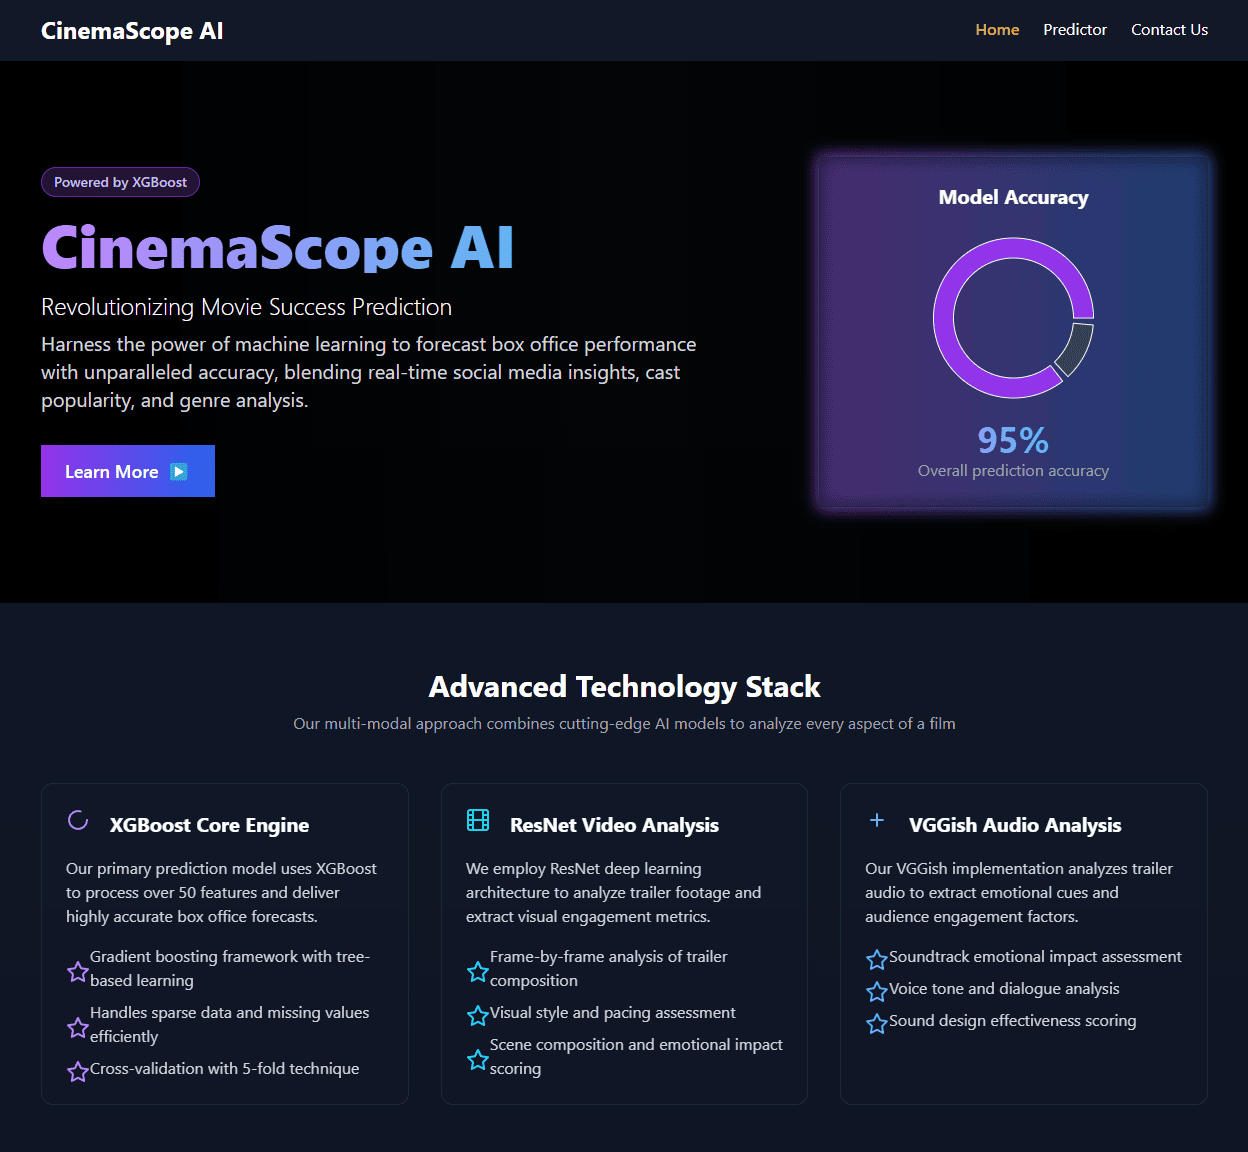 CinemaScope AI
Home Predictor Contact Us
Powered by XGBoost
CinemaScope AI
Revolutionizing Movie Success Prediction
Harness the power of machine learning to forecast box office performance
with unparalleled accuracy, blending real-time social media insights, cast
popularity, and genre analysis.
Learn More
Model Accuracy
95%
Overall prediction accuracy
Advanced Technology Stack
Our multi-modal approach combines cutting-edge AI models to analyze every aspect of a film
XGBoost Core Engine
Our primary prediction model uses XGBoost
to process over 50 features and deliver
highly accurate box office forecasts.
Gradient boosting framework with tree-
based learning
Handles sparse data and missing values
efficiently
Cross-validation with 5-fold technique
ResNet Video Analysis
We employ ResNet deep learning
architecture to analyze trailer footage and
extract visual engagement metrics.
Frame-by-frame analysis of trailer
composition
Visual style and pacing assessment
Scene composition and emotional impact
scoring
VGGish Audio Analysis
Our VGGish implementation analyzes trailer
audio to extract emotional cues and
audience engagement factors.
Soundtrack emotional impact assessment
Voice tone and dialogue analysis
Sound design effectiveness scoring